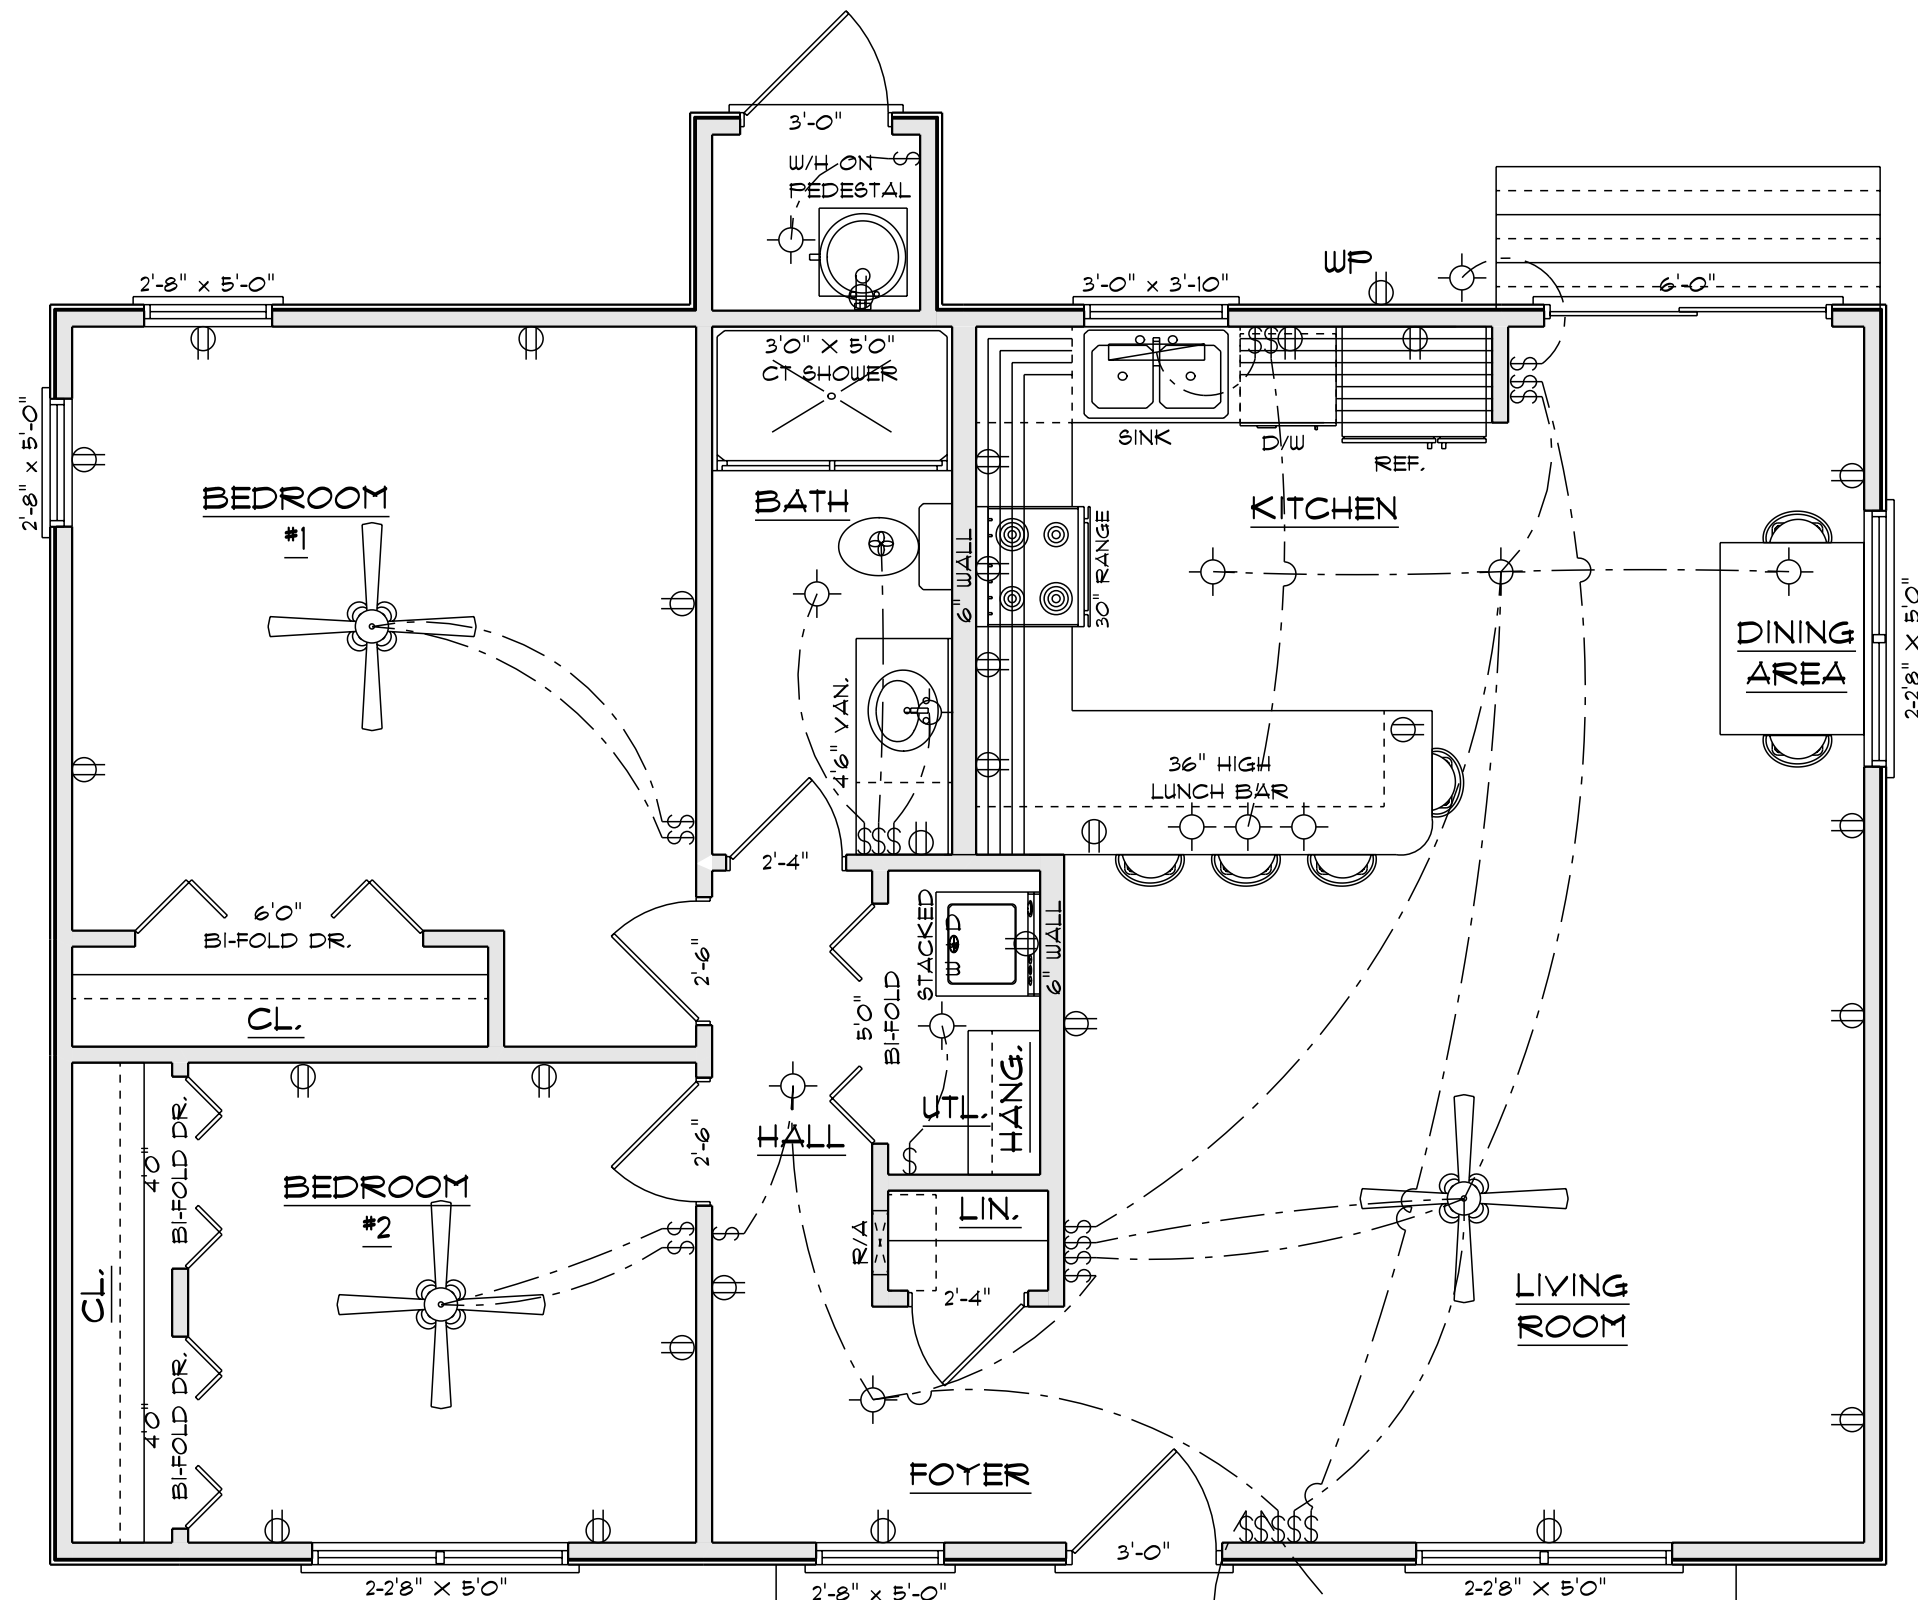 3'-0"
W/H ON
PEDESTAL
WP
2'-8" x 5'-0"
3'-0" x 3'-10"
6'-0"
3'0" X 5'0"
CT SHOWER
2'-8" x 5'-0"
SINK
D/W
REF.
BEDROOM
#1
BATH
KITCHEN
6" WALL
30" RANGE
DINING
AREA
2-2'8" X 5'0"
4'6" VAN.
36" HIGH
LUNCH BAR
2'-4"
6'0"
BI-FOLD DR.
2'-6"
STACKED
W D
6" WALL
5'0"
BI-FOLD
CL.
UTL.
HANG.
HALL
2'-6"
4'0"
BI-FOLD DR.
BEDROOM
#2
LIN.
R/A
2'-4"
CL.
LIVING
ROOM
4'0"
BI-FOLD DR.
FOYER
3'-0"
2-2'8" X 5'0"
2'-8" x 5'-0"
2-2'8" X 5'0"